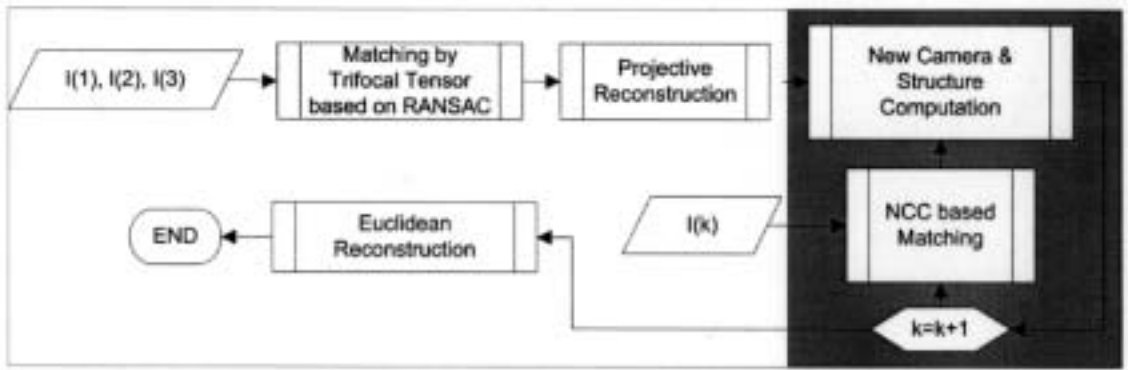 I(1), I(2), I(3)
Matching by
Trifocal Tensor
based on RANSAC
Projective
Reconstruction
New Camera &
Structure
Computation
END
Euclidean
Reconstruction
I(k)
NCC based
Matching
k=k+1